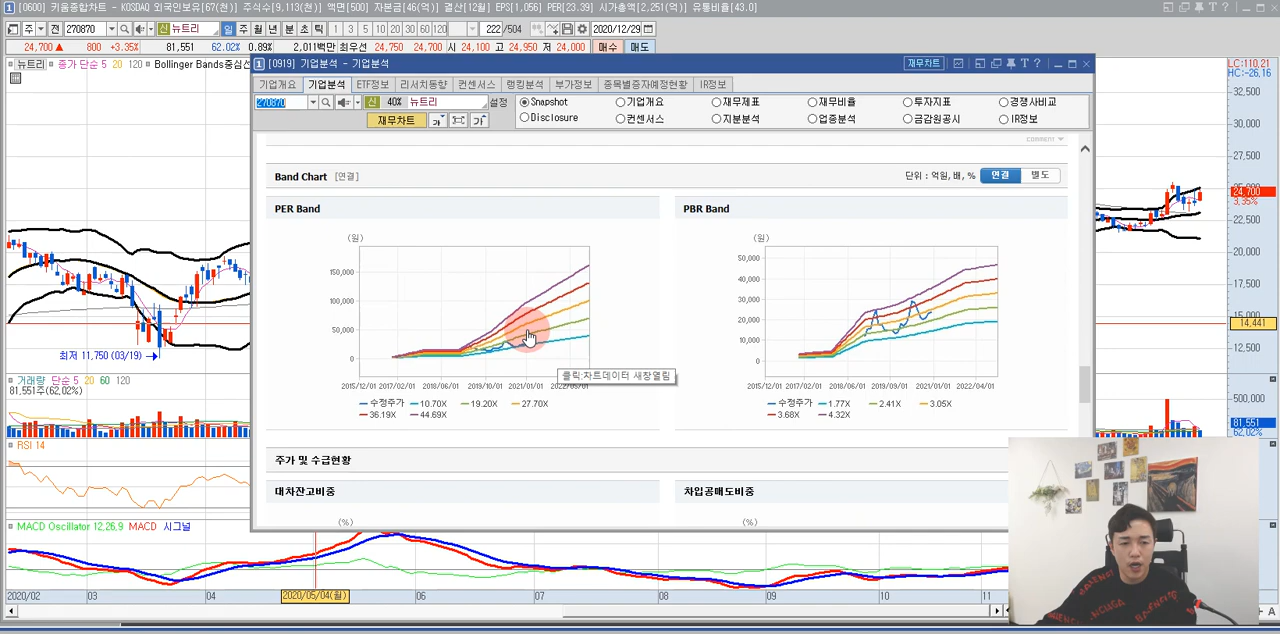 [0600] 키움종합차트 - KOSDAQ 외국인보유[67(천)] 주식수[9,113(천)] 액면[500] 자본금[46(억)] 결산[12월] EPS[1,056] PER[23.39] 시가총액[2,251(억)] 유통비율[43.0]
주 전 270870 신 뉴트리 일 주 월 년 분 초 틱 1 3 5 10 20 30 60 120 222 /504 2020/12/29
24,700 ▲ 800 +3.35% 81,551 62.02% 0.89% 2,011백만 최우선 24,750 24,700 시 24,100 고 24,950 저 24,000 매수 매도
뉴트리 종가 단순 5 20 60 120 Bollinger Bands중심선
LC:110,21
HC:-26,16
32,500
30,000
27,500
25,000
24,700
3.35%
22,500
20,000
17,500
15,000
14,441
12,500
최저 11,750 (03/19)
거래량 단순 5 20 60 120
81,551주(62,02%)
500,000
81,551
62,02%
RSI 14
MACD Oscillator 12,26,9 MACD 시그널
2020/02 03 04 2020/05/04(월) 06 07 08 09 10 11
[0919] 기업분석 - 기업분석 재무차트
기업개요 기업분석 ETF정보 리서치동향 컨센서스 랭킹분석 부가정보 종목별증자예정현황 IR정보
270870 신 40% 뉴트리 설정
재무차트
Snapshot 기업개요 재무제표 재무비율 투자지표 경쟁사비교
Disclosure 컨센서스 지분분석 업종분석 금감원공시 IR정보
COMMENT
Band Chart [연결] 단위 : 억원,배, % 연결 별도
PER Band
(원)
150,000
100,000
50,000
0
2015/12/01 2017/02/01 2018/06/01 2019/10/01 2021/01/01 2022/05/01
클릭:차트데이터 새창열림
수정주가 10.70X 19.20X 27.70X
36.19X 44.69X
PBR Band
(원)
50,000
40,000
30,000
20,000
10,000
0
2015/12/01 2017/02/01 2018/06/01 2019/09/01 2021/01/01 2022/04/01
수정주가 1.77X 2.41X 3.05X
3.68X 4.32X
주가 및 수급현황
대차잔고비중
(%)
차입공매도비중
(%)